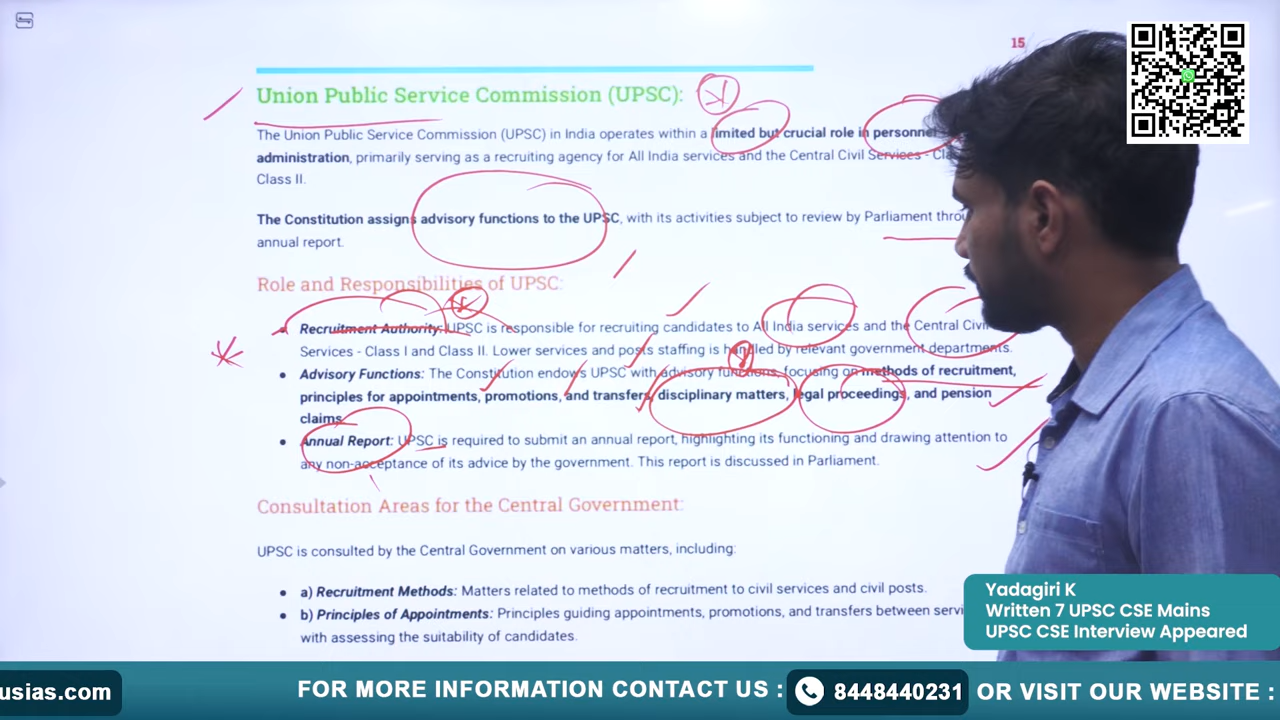 15
Union Public Service Commission (UPSC):
The Union Public Service Commission (UPSC) in India operates within a limited but crucial role in personnel
administration, primarily serving as a recruiting agency for All India services and the Central Civil Services -
Class II.
The Constitution assigns advisory functions to the UPSC, with its activities subject to review by Parliament
annual report.
Role and Responsibilities of UPSC:
• Recruitment Authority: UPSC is responsible for recruiting candidates to All India services and the Central Civil
Services - Class I and Class II. Lower services and posts staffing is handled by relevant government departments.
• Advisory Functions: The Constitution endows UPSC with advisory functions, focusing on methods of recruitment,
principles for appointments, promotions, and transfers, disciplinary matters, legal proceedings, and pension
claims.
• Annual Report: UPSC is required to submit an annual report, highlighting its functioning and drawing attention to
any non-acceptance of its advice by the government. This report is discussed in Parliament.
Consultation Areas for the Central Government:
UPSC is consulted by the Central Government on various matters, including:
• a) Recruitment Methods: Matters related to methods of recruitment to civil services and civil posts.
• b) Principles of Appointments: Principles guiding appointments, promotions, and transfers between
with assessing the suitability of candidates.
Yadagiri K
Written 7 UPSC CSE Mains
UPSC CSE Interview Appeared
usias.com FOR MORE INFORMATION CONTACT US : 8448440231 OR VISIT OUR WEBSITE :